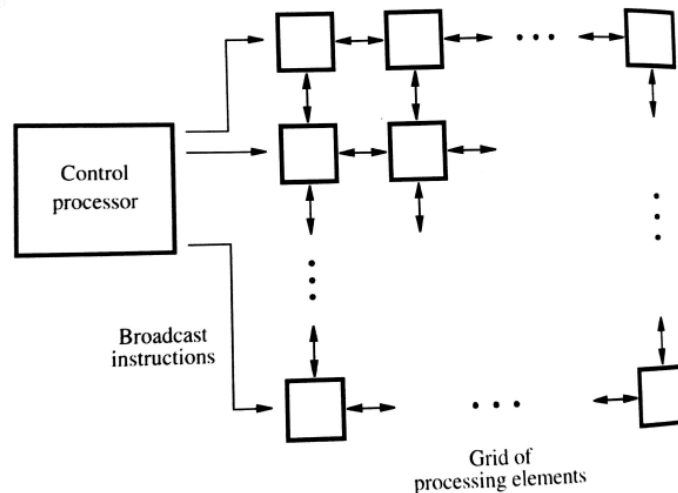 Control
processor
Broadcast
instructions
Grid of
processing elements